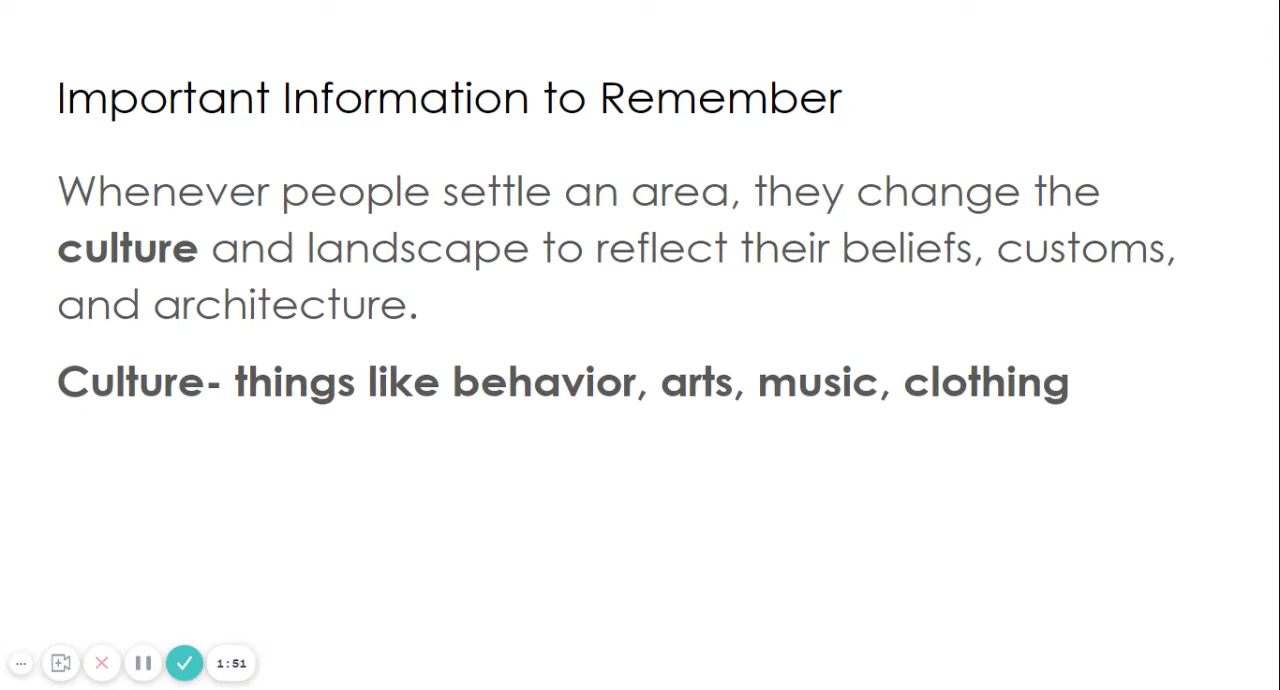 Important Information to Remember
Whenever people settle an area, they change the
culture and landscape to reflect their beliefs, customs,
and architecture.
Culture- things like behavior, arts, music, clothing
1:51